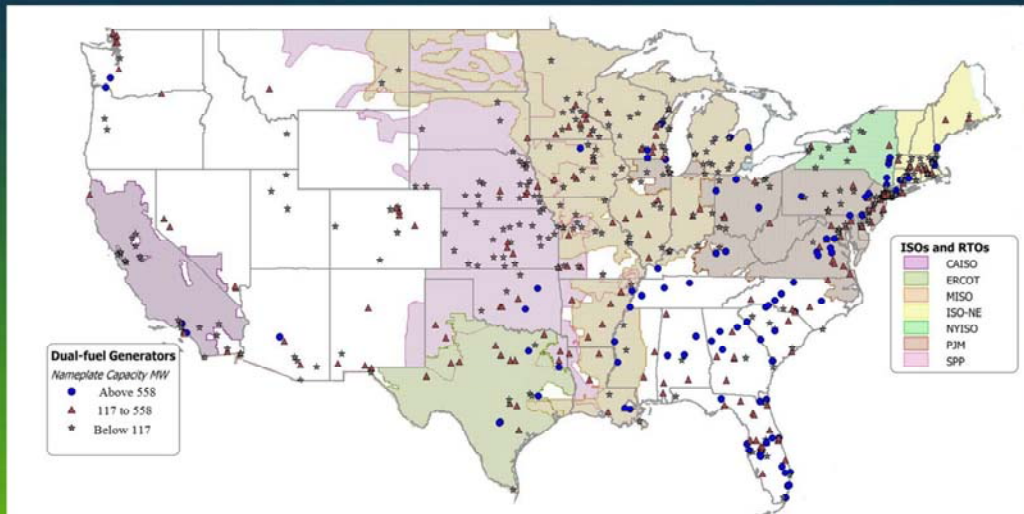 Dual-fuel Generators
Nameplate Capacity MW
Above 558
117 to 558
Below 117
ISOs and RTOs
CAISO
ERCOT
MISO
ISO-NE
NYISO
PJM
SPP